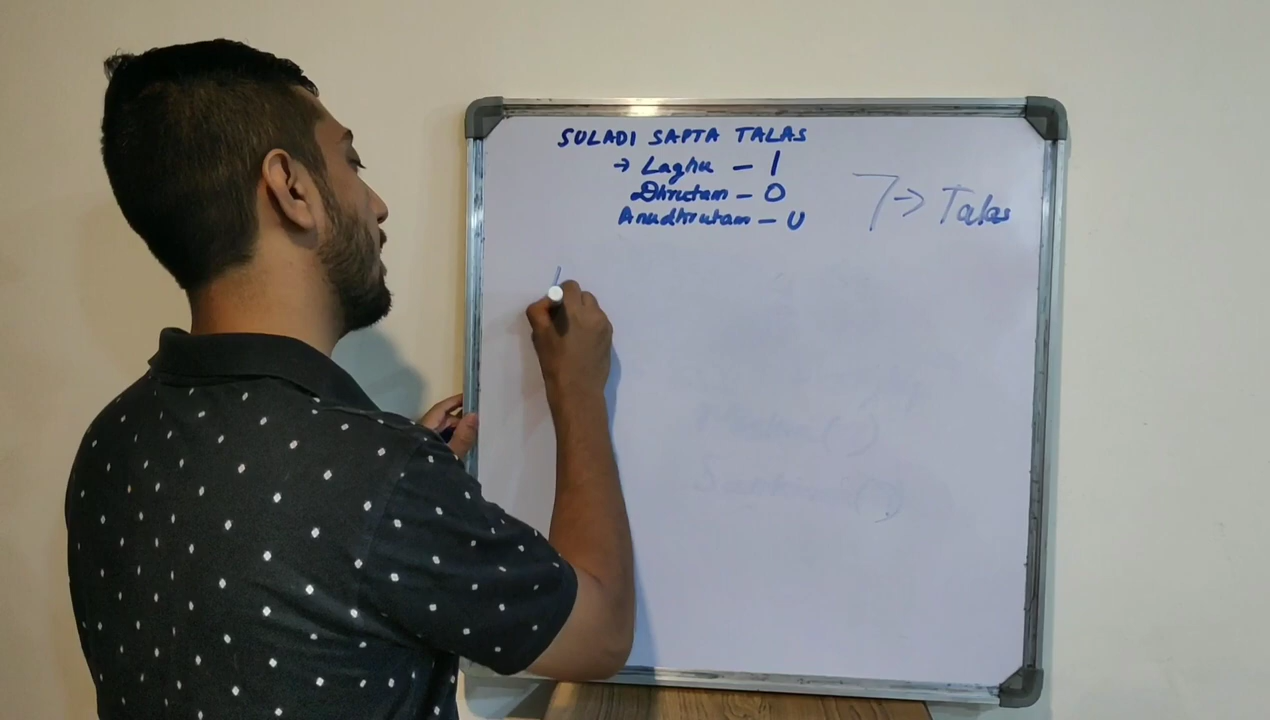 SULADI SAPTA TALAS
→ Laghu – |
Dhrutam – O
Anudhrutam – U
7 → Talas